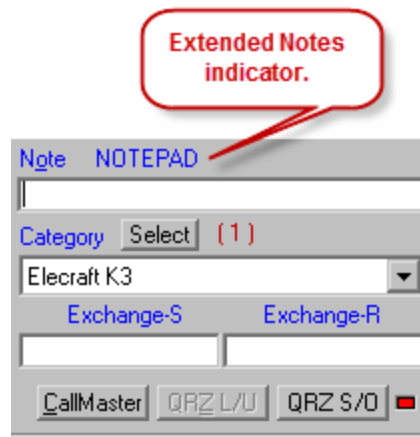 Extended Notes
indicator.
Note NOTEPAD
Category Select (1)
Elecraft K3
Exchange-S Exchange-R
CallMaster QRZ L/U QRZ S/O